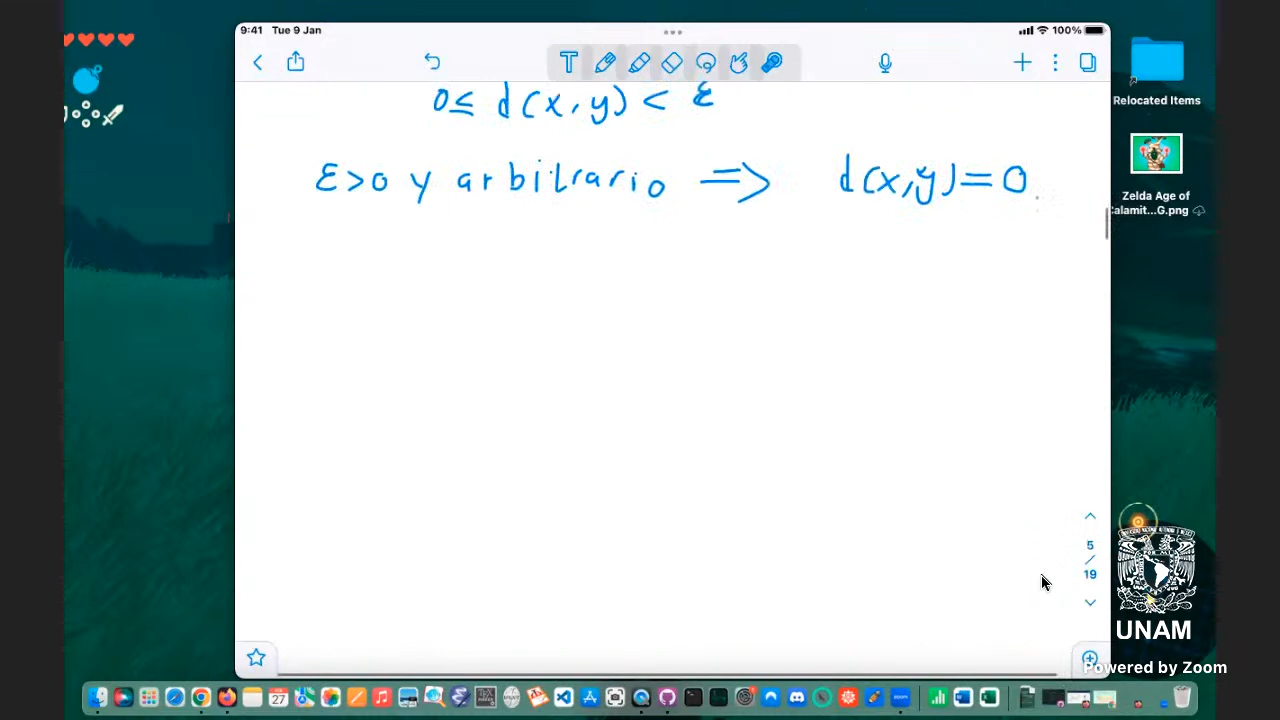 9:41 Tue 9 Jan
100%
0≤ d(x,y) < ε
ε>0 y arbitrario => d(x,y)=0
5
/
19
Relocated Items
Zelda Age of
Calamit...G.png
UNAM
Powered by Zoom
27